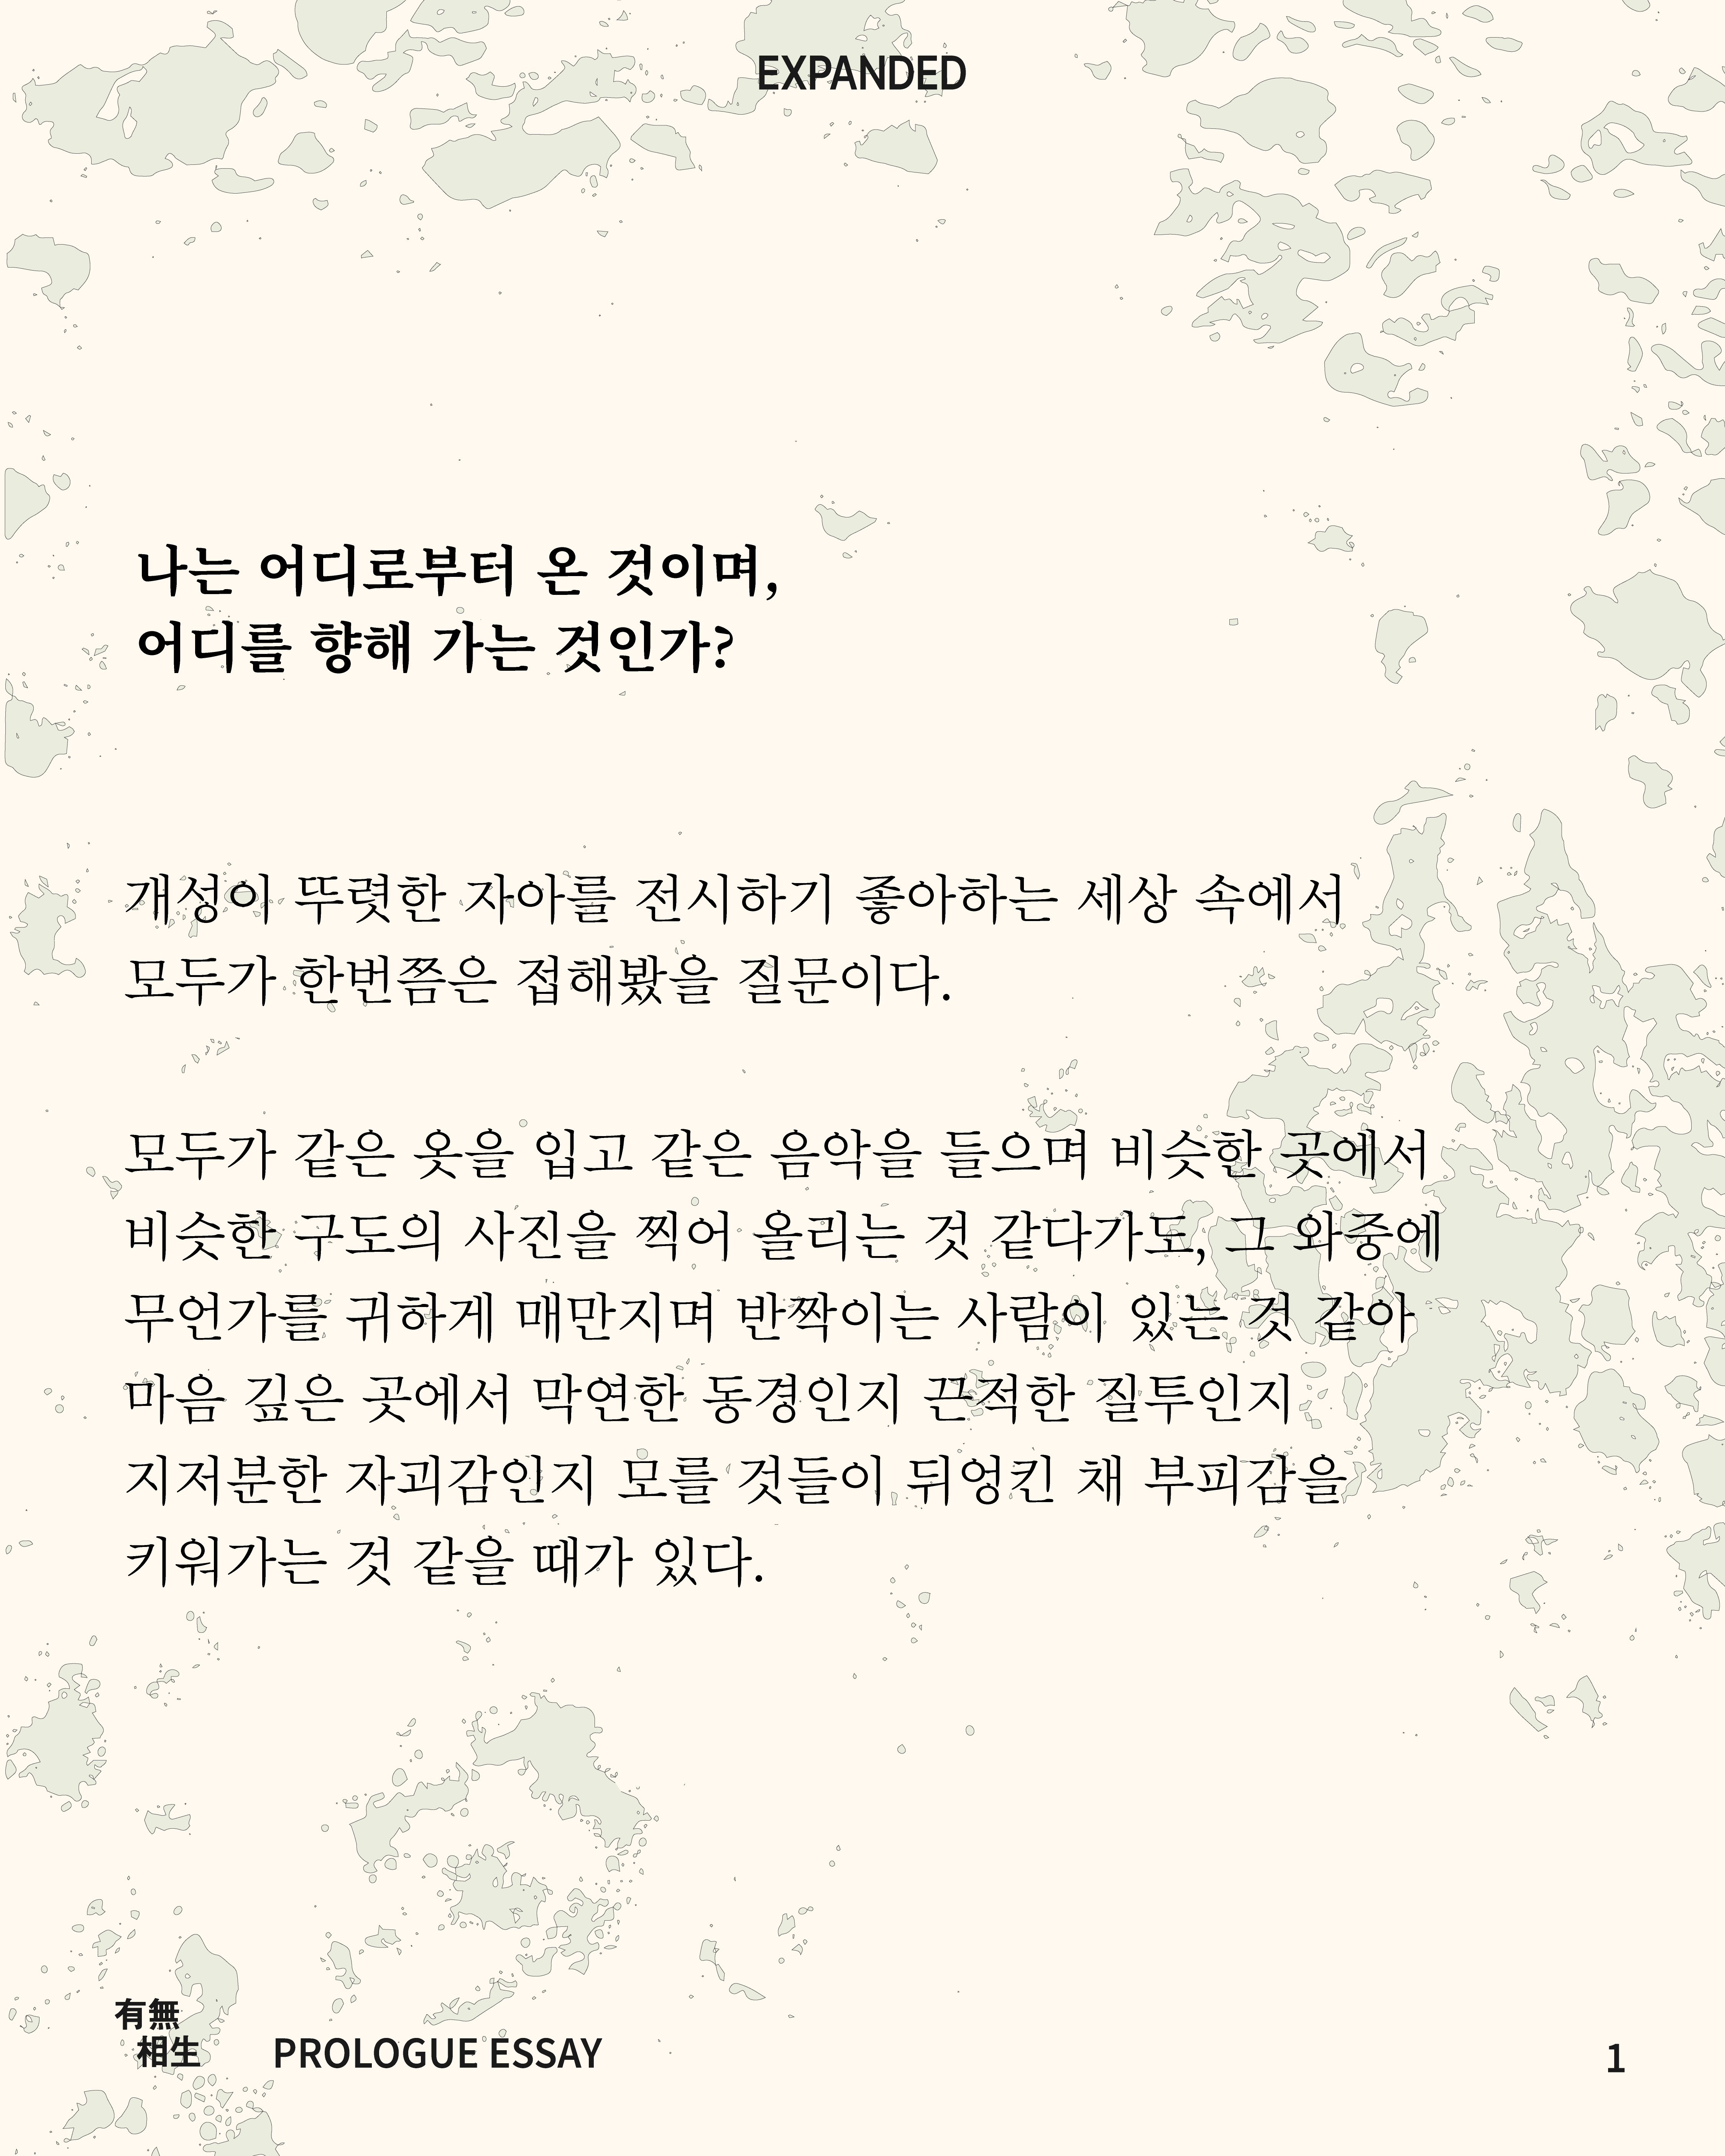 EXPANDED
나는 어디로부터 온 것이며,
어디를 향해 가는 것인가?
개성이 뚜렷한 자아를 전시하기 좋아하는 세상 속에서
모두가 한번쯤은 접해봤을 질문이다.
모두가 같은 옷을 입고 같은 음악을 들으며 비슷한 곳에서
비슷한 구도의 사진을 찍어 올리는 것 같다가도, 그 와중에
무언가를 귀하게 매만지며 반짝이는 사람이 있는 것 같아
마음 깊은 곳에서 막연한 동경인지 끈적한 질투인지
지저분한 자괴감인지 모를 것들이 뒤엉킨 채 부피감을
키워가는 것 같을 때가 있다.
有無
相生
PROLOGUE ESSAY
1